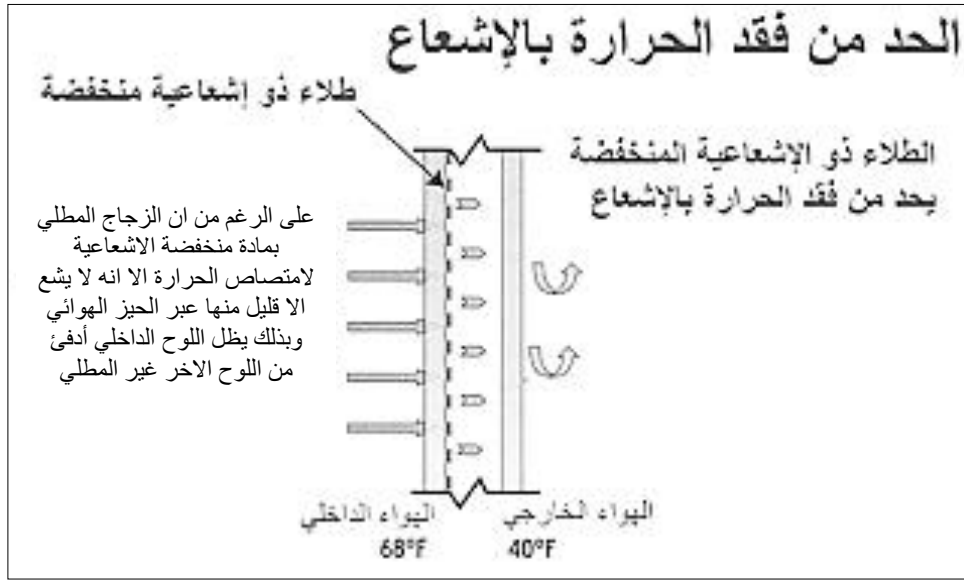 الحد من فقد الحرارة بالإشعاع
طلاء ذو إشعاعية منخفضة
الطلاء ذو الإشعاعية المنخفضة
يحد من فقد الحرارة بالإشعاع
على الرغم من ان الزجاج المطلي
بمادة منخفضة الاشعاعية
لامتصاص الحرارة الا انه لا يشع
الا قليل منها عبر الحيز الهوائي
وبذلك يظل اللوح الداخلي أدفئ
من اللوح الاخر غير المطلي
الهواء الداخلي
68°F
الهواء الخارجي
40°F